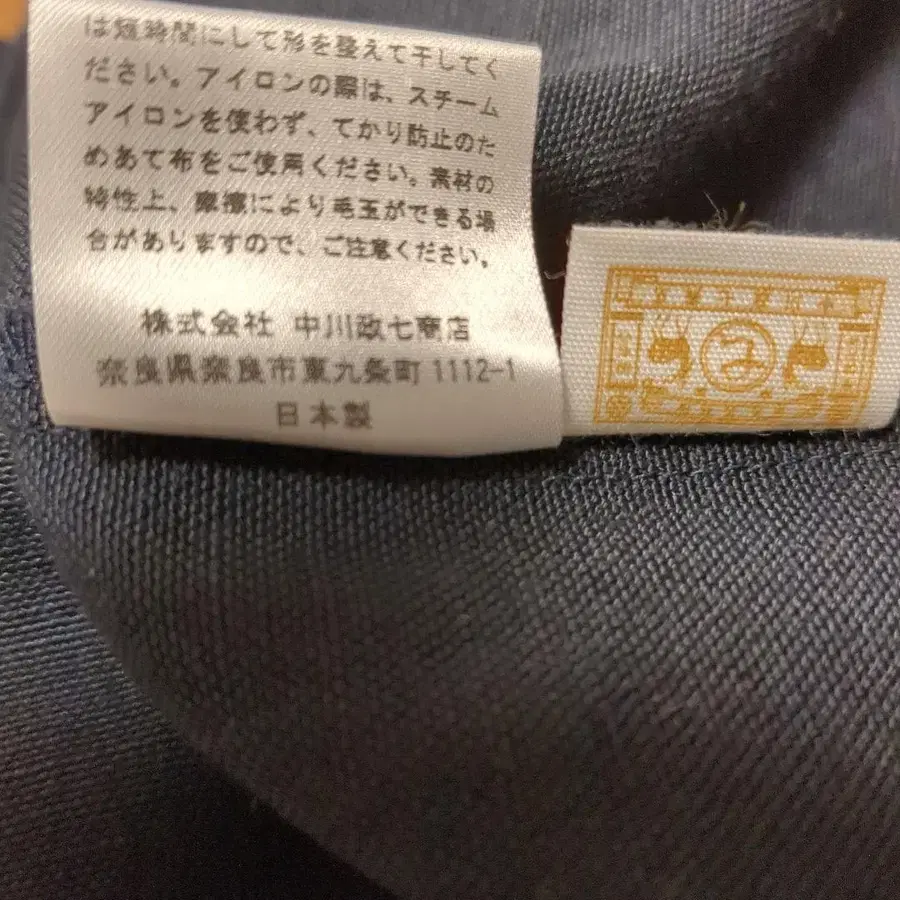 は短時間にして形を整えて干してく
ださい。アイロンの際は、スチーム
アイロンを使わず、てかり防止のた
めあて布をご使用ください。素材の
特性上、摩擦により毛玉ができる場
合がありますので、ご注意ください。
株式会社 中川政七商店
奈良県奈良市東九条町1112-1
日本製